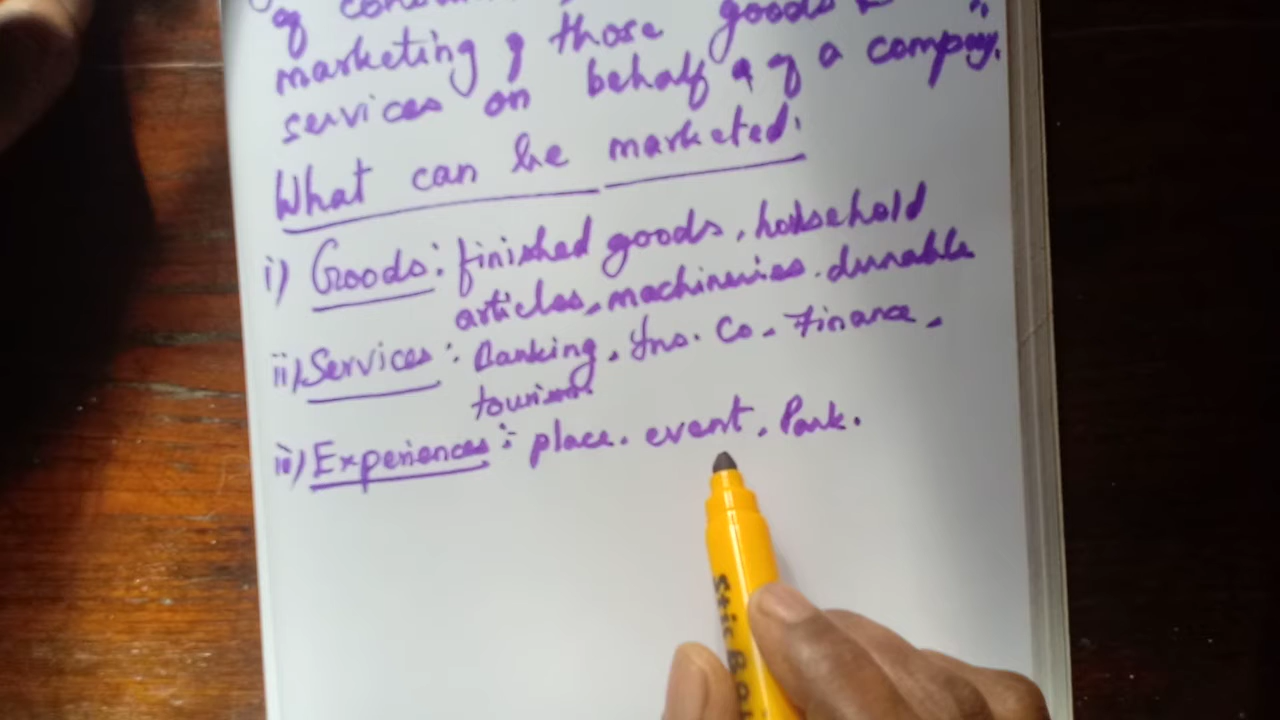 of
marketing, those goods &
services on behalf of a company.
What can be marketed.
i) Goods: finished goods, household
articles, machineries. durable
ii) Services: Banking, Ins. Co. Finance,
tourism.
iii) Experiences:- place. event, Park.
Stic